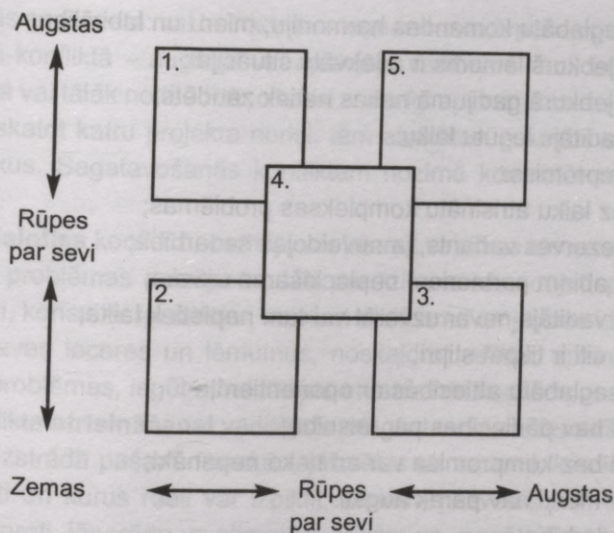 Augstas
1.
5.
4.
Rūpes
par sevi
2.
3.
Zemas
Rūpes
par sevi
Augstas